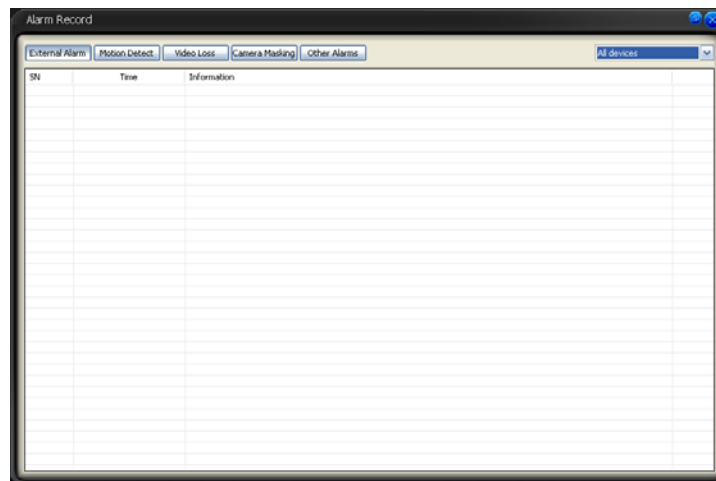 Alarm Record
External Alarm Motion Detect Video Loss Camera Masking Other Alarms All devices
SN Time Information